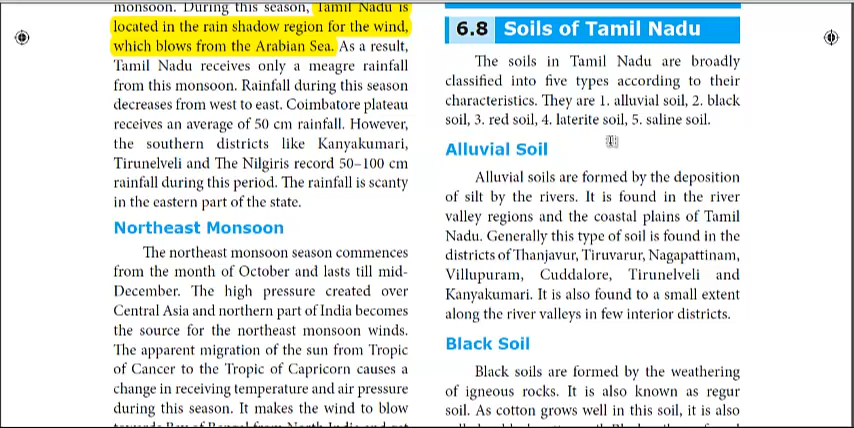 monsoon. During this season, Tamil Nadu is
located in the rain shadow region for the wind,
which blows from the Arabian Sea. As a result,
Tamil Nadu receives only a meagre rainfall
from this monsoon. Rainfall during this season
decreases from west to east. Coimbatore plateau
receives an average of 50 cm rainfall. However,
the southern districts like Kanyakumari,
Tirunelveli and The Nilgiris record 50–100 cm
rainfall during this period. The rainfall is scanty
in the eastern part of the state.
Northeast Monsoon
The northeast monsoon season commences
from the month of October and lasts till mid-
December. The high pressure created over
Central Asia and northern part of India becomes
the source for the northeast monsoon winds.
The apparent migration of the sun from Tropic
of Cancer to the Tropic of Capricorn causes a
change in receiving temperature and air pressure
during this season. It makes the wind to blow
6.8 Soils of Tamil Nadu
The soils in Tamil Nadu are broadly
classified into five types according to their
characteristics. They are 1. alluvial soil, 2. black
soil, 3. red soil, 4. laterite soil, 5. saline soil.
Alluvial Soil
Alluvial soils are formed by the deposition
of silt by the rivers. It is found in the river
valley regions and the coastal plains of Tamil
Nadu. Generally this type of soil is found in the
districts of Thanjavur, Tiruvarur, Nagapattinam,
Villupuram, Cuddalore, Tirunelveli and
Kanyakumari. It is also found to a small extent
along the river valleys in few interior districts.
Black Soil
Black soils are formed by the weathering
of igneous rocks. It is also known as regur
soil. As cotton grows well in this soil, it is also